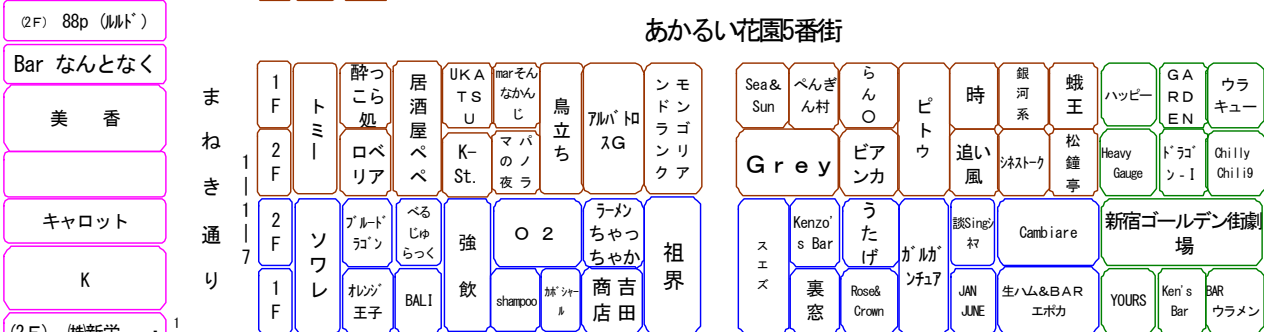 あかるい花園5番街
(2F) 88p (ﾙﾙﾄﾞ)
Bar なんとなく
美 香
キャロット
K
まねき通り
1ー1ー7
1F
2F
トミー
酔っこら処
ロベリア
居酒屋ペペ
UKATSU
K-St.
marそんなかんじ
パノラマの夜
鳥立ち
ｱﾙﾊﾞﾄﾛｽG
モンゴリアンドランク
Sea& Sun
ぺんぎん村
らん〇
ピトウ
時
銀河系
蛾王
ハッピー
GARDEN
ウラキュー
Grey
ビアンカ
追い風
ｼﾈｽﾄｰｸ
松鐘亭
Heavy Gauge
ﾄﾞﾗｺﾞﾝ-I
Chilly Chili9
2F
1F
ソワレ
ﾌﾞﾙｰﾄﾞﾗｺﾞﾝ
ｵﾚﾝｼﾞ王子
べるじゅらっく
BALI
強飲
O2
shampoo
ｶﾎﾞｼｬｰﾙ
ﾗｰﾒﾝちゃっちゃか
吉田商店
祖界
スエズ
Kenzo's Bar
裏窓
うたげ
Rose& Crown
ｶﾞﾙｶﾞﾝﾁｭｱ
談Singｼﾈﾏ
JAN JUNE
Cambiare
生ハム&BAR エポカ
新宿ゴールデン街劇場
YOURS
Ken's Bar
BAR ウラメン
1